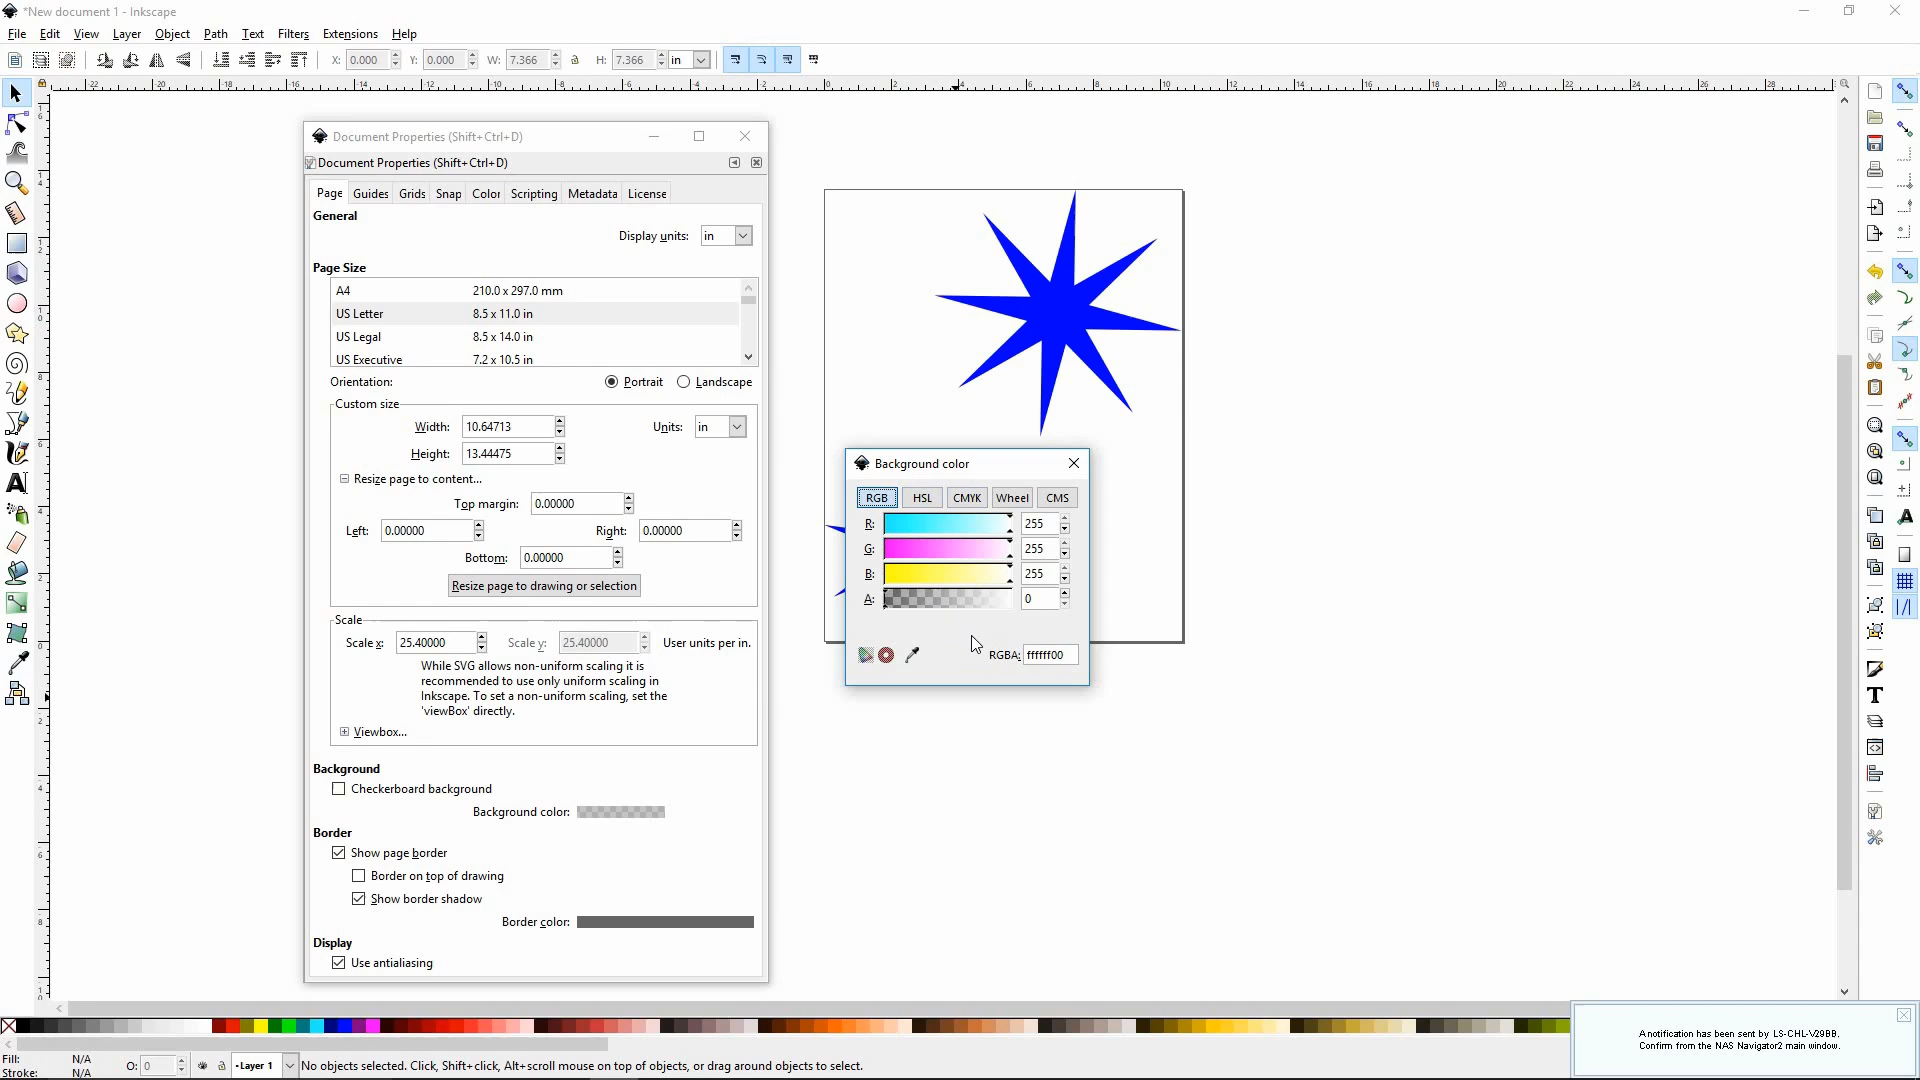 *New document 1 - Inkscape
File Edit View Layer Object Path Text Filters Extensions Help
X: 0.000 Y: 0.000 W: 7.366 H: 7.366 in
Document Properties (Shift+Ctrl+D)
Document Properties (Shift+Ctrl+D)
Page Guides Grids Snap Color Scripting Metadata License
General
Display units: in
Page Size
A4 210.0 x 297.0 mm
US Letter 8.5 x 11.0 in
US Legal 8.5 x 14.0 in
US Executive 7.2 x 10.5 in
Orientation: Portrait Landscape
Custom size
Width: 10.64713 Units: in
Height: 13.44475
Resize page to content...
Top margin: 0.00000
Left: 0.00000 Right: 0.00000
Bottom: 0.00000
Resize page to drawing or selection
Scale
Scale x: 25.40000 Scale y: 25.40000 User units per in.
While SVG allows non-uniform scaling it is
recommended to use only uniform scaling in
Inkscape. To set a non-uniform scaling, set the
'viewBox' directly.
Viewbox...
Background
Checkerboard background
Background color:
Border
Show page border
Border on top of drawing
Show border shadow
Border color:
Display
Use antialiasing
Background color
RGB HSL CMYK Wheel CMS
R: 255
G: 255
B: 255
A: 0
RGBA: ffffff00
A notification has been sent by LS-CHL-V29BB.
Confirm from the NAS Navigator2 main window.
Fill: N/A
Stroke: N/A
O: 0 -Layer 1 No objects selected. Click, Shift+click, Alt+scroll mouse on top of objects, or drag around objects to select.